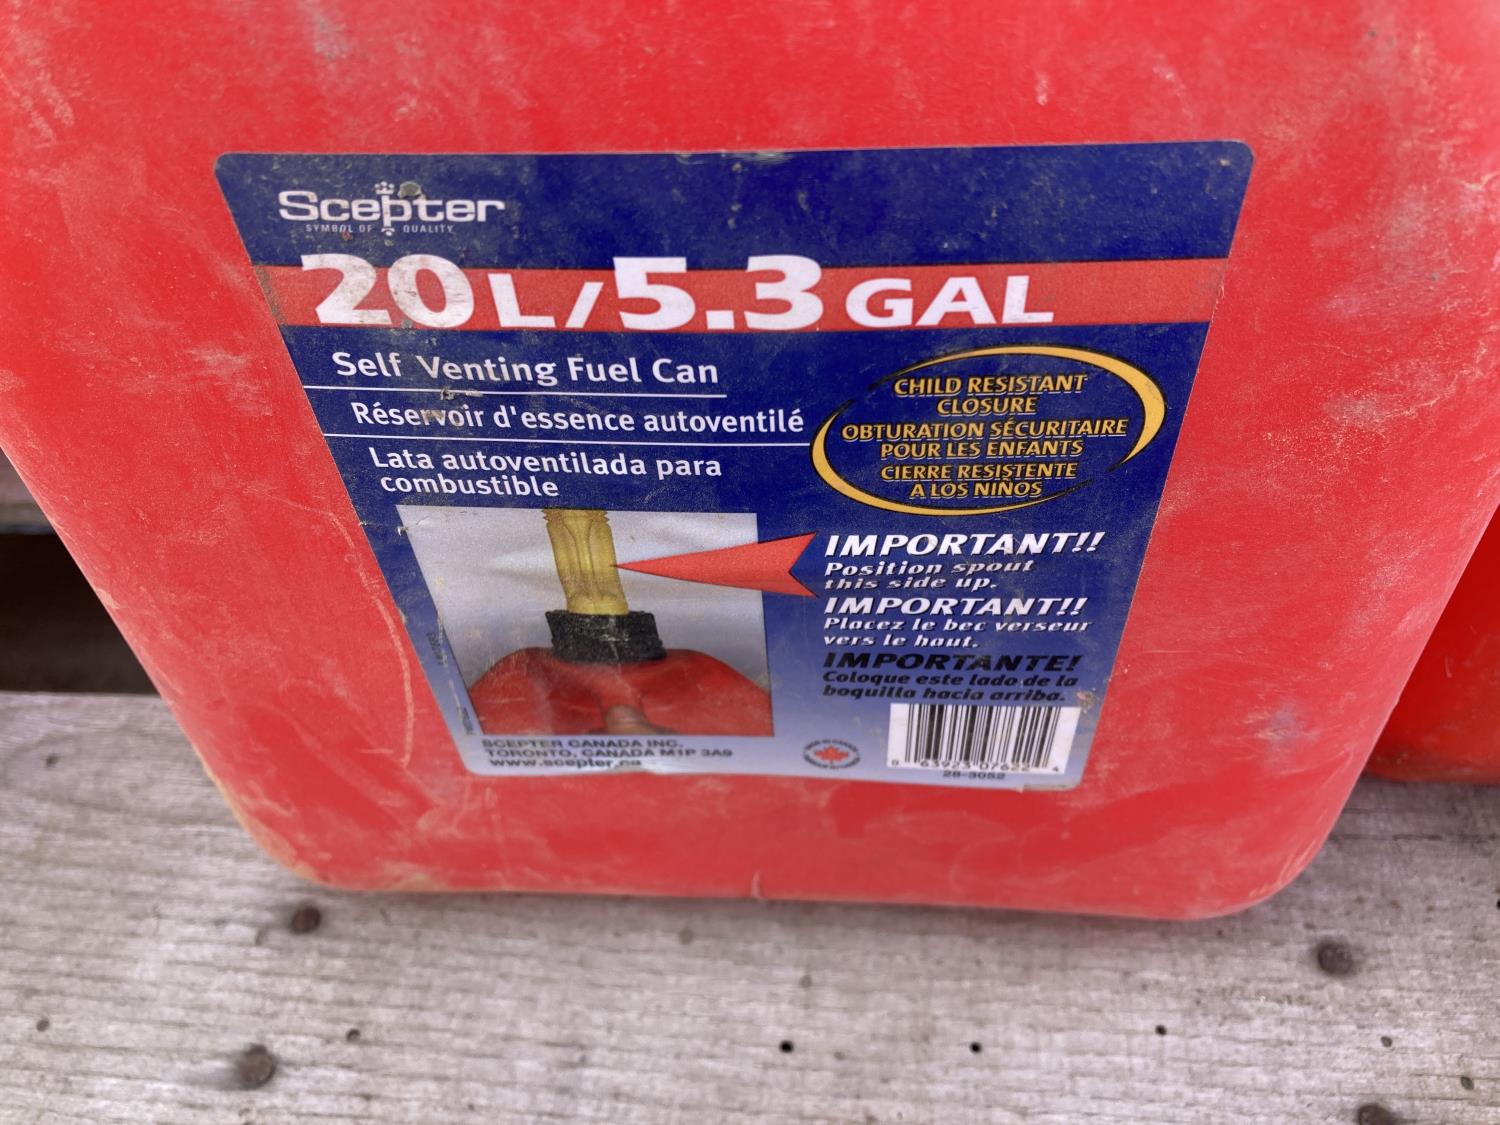 Scepter
SYMBOL OF QUALITY
20 L / 5.3 GAL
Self Venting Fuel Can
Réservoir d'essence autoventilé
Lata autoventilada para
combustible
CHILD RESISTANT
CLOSURE
OBTURATION SÉCURITAIRE
POUR LES ENFANTS
CIERRE RESISTENTE
A LOS NIÑOS
IMPORTANT!!
Position spout
this side up.
IMPORTANT!!
Placez le bec verseur
vers le haut.
IMPORTANTE!
Coloque este lado de la
boquilla hacia arriba.
SCEPTER CANADA INC.
TORONTO, CANADA M1P 3A9
www.scepter.ca
28-3052